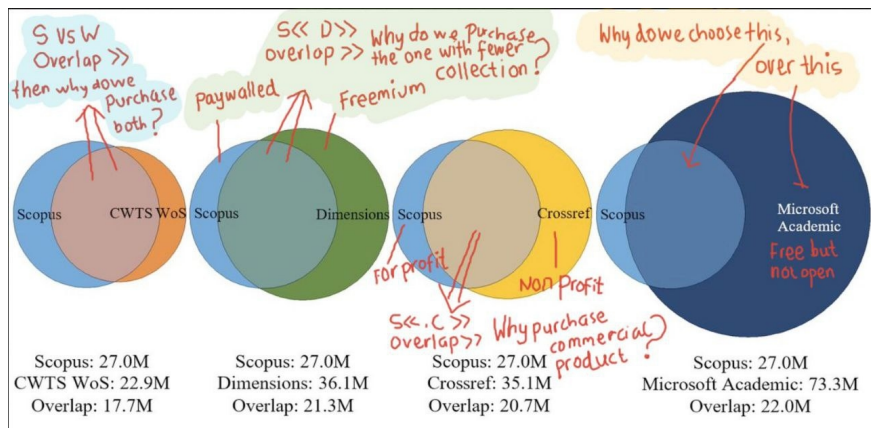 S VS W
Overlap >>
then why do we
Purchase
both?
S<< D>>
overlap >>
Why do we Purchase
the one with fewer
collection?
Paywalled
Freemium
Why do we choose this,
over this
Scopus
CWTS WoS
Scopus
Dimensions
Scopus
Crossref
Scopus
Microsoft
Academic
Free but
not open
For profit
Non Profit
S<< . C >>
Overlap>>
Why purchase
commercial
product?
Scopus: 27.0M
CWTS WoS: 22.9M
Overlap: 17.7M
Scopus: 27.0M
Dimensions: 36.1M
Overlap: 21.3M
Scopus: 27.0M
Crossref: 35.1M
Overlap: 20.7M
Scopus: 27.0M
Microsoft Academic: 73.3M
Overlap: 22.0M